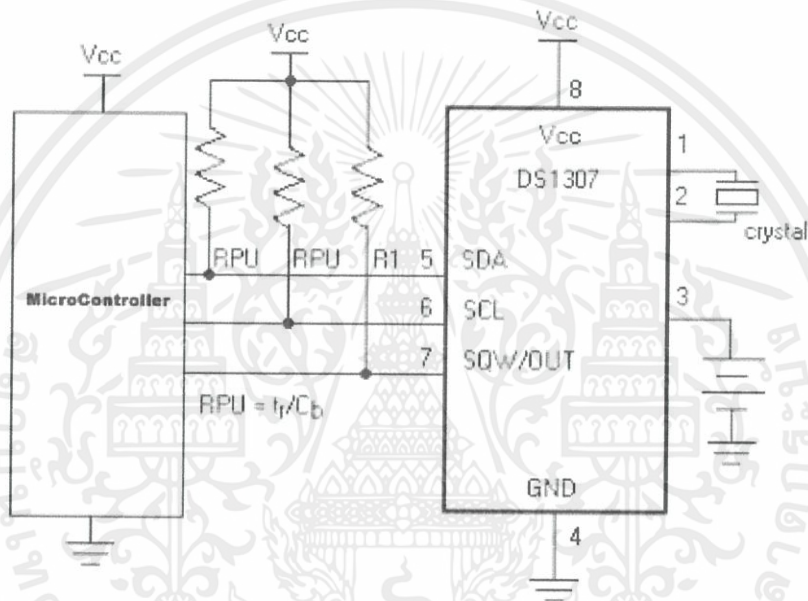 Vcc
Vcc
Vcc
8
Vcc
DS1307
1
2
crystal
RPU
RPU
R1
5
SDA
MicroController
6
SCL
3
7
SQW/OUT
RPU = tr/Cb
GND
4